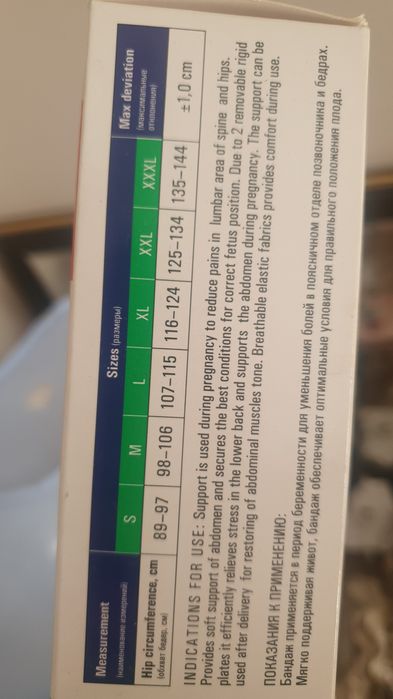 Measurement
(наименование измерений)
Sizes (размеры)
Max deviation
(максимальные
отклонения)
S M L XL XXL XXXL
Hip circumference, cm
(обхват бедер, см)
89–97 98–106 107–115 116–124 125–134 135–144 ±1,0 cm
INDICATIONS FOR USE: Support is used during pregnancy to reduce pains in lumbar area of spine and hips.
Provides soft support of abdomen and secures the best conditions for correct fetus position. Due to 2 removable rigid
plates it efficiently relieves stress in the lower back and supports the abdomen during pregnancy. The support can be
used after delivery for restoring of abdominal muscles tone. Breathable elastic fabrics provides comfort during use.
ПОКАЗАНИЯ К ПРИМЕНЕНИЮ:
Бандаж применяется в период беременности для уменьшения болей в поясничном отделе позвоночника и бедрах.
Мягко поддерживая живот, бандаж обеспечивает оптимальные условия для правильного положения плода.